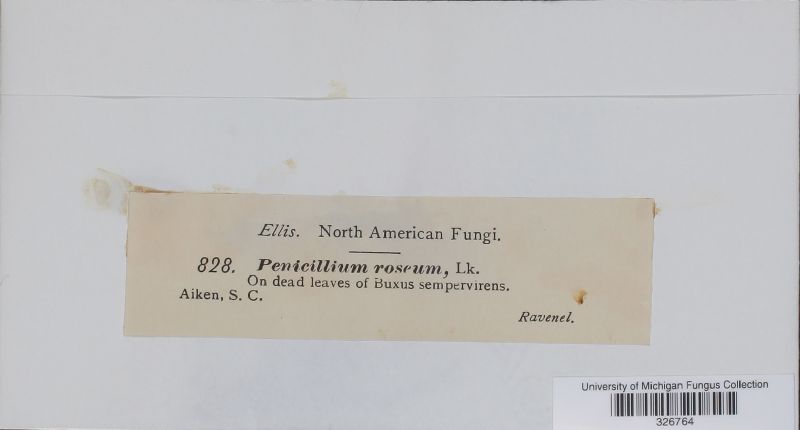 Ellis. North American Fungi.
828. Penicillium roseum, Lk.
On dead leaves of Buxus sempervirens.
Aiken, S. C.
Ravenel.
University of Michigan Fungus Collection
326764